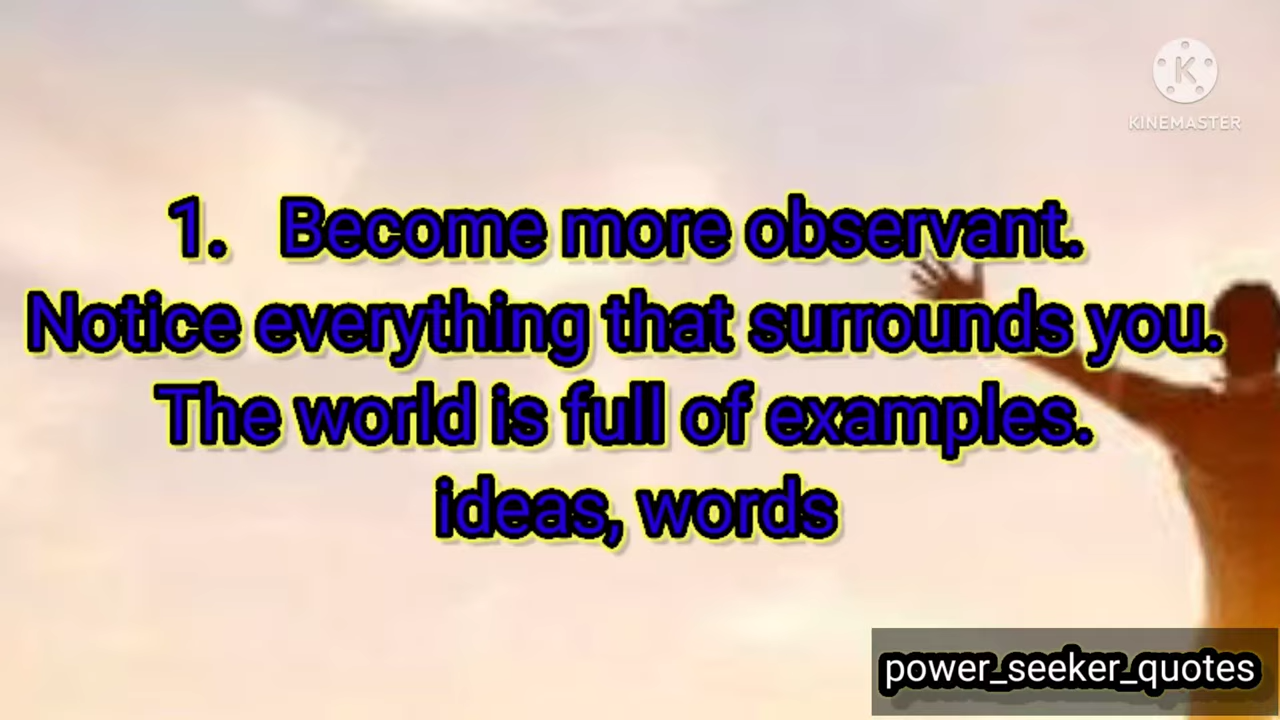 KINEMASTER
1. Become more observant.
Notice everything that surrounds you.
The world is full of examples.
ideas, words
power_seeker_quotes